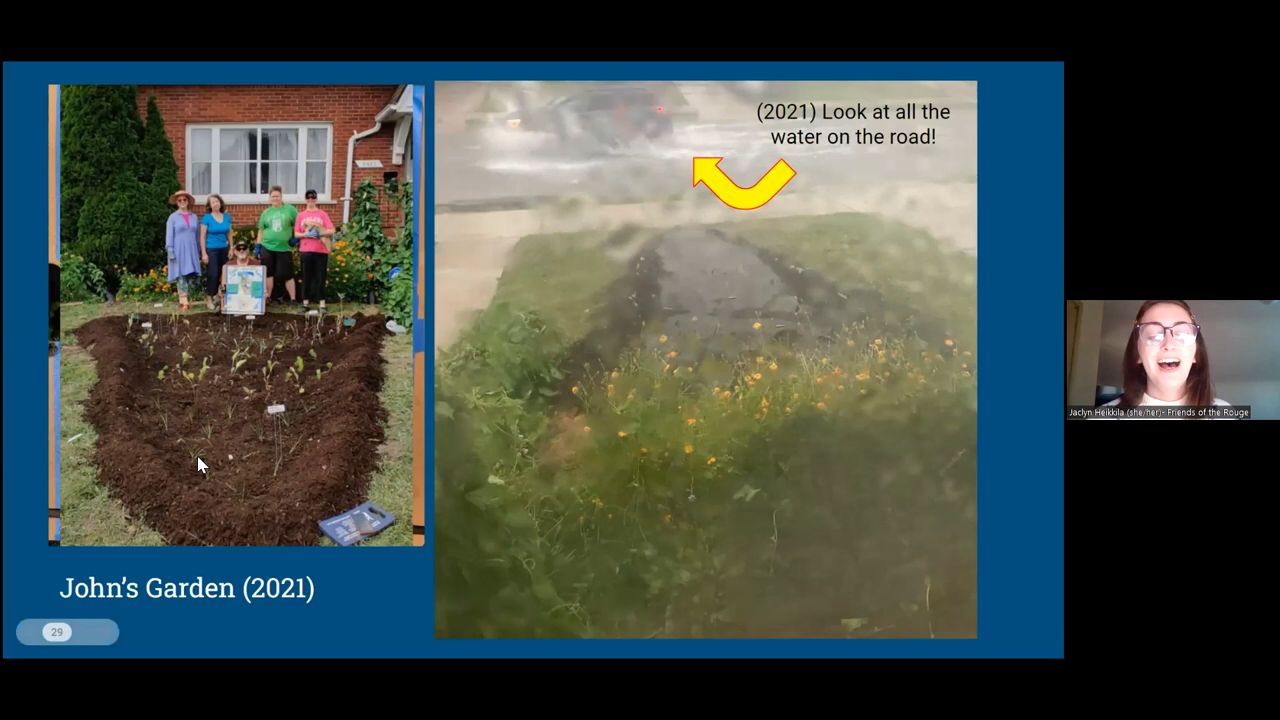 (2021) Look at all the
water on the road!
John's Garden (2021)
29
Jaclyn Heikkila (she/her)- Friends of the Rouge